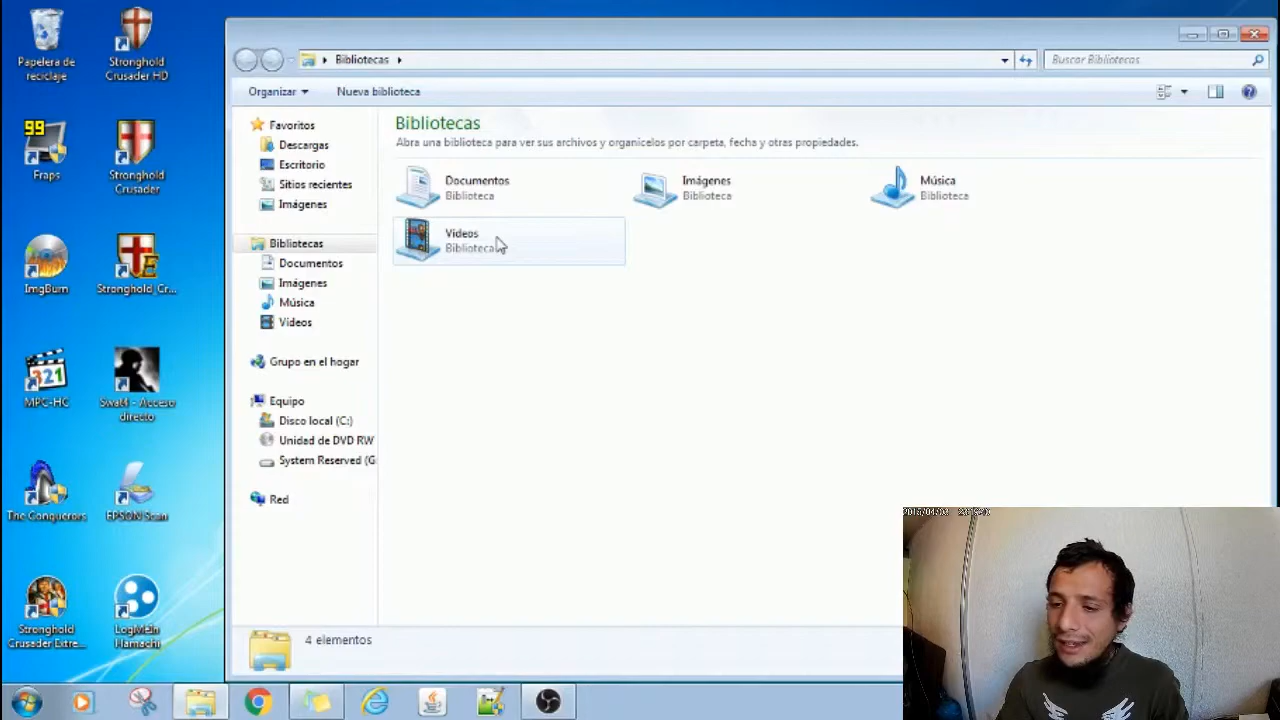 Papelera de
reciclaje
Stronghold
Crusader HD
99
Fraps
Stronghold
Crusader
ImgBurn
Stronghold_Cr...
321
MPC-HC
Swat4 - Acceso
directo
The Conquerors
EPSON Scan
Stronghold
Crusader Extre...
LogMeIn
Hamachi
Bibliotecas
Buscar Bibliotecas
Organizar
Nueva biblioteca
Favoritos
Descargas
Escritorio
Sitios recientes
Imágenes
Bibliotecas
Documentos
Imágenes
Música
Videos
Grupo en el hogar
Equipo
Disco local (C:)
Unidad de DVD RW
System Reserved (G
Red
Bibliotecas
Abra una biblioteca para ver sus archivos y organícelos por carpeta, fecha y otras propiedades.
Documentos
Biblioteca
Imágenes
Biblioteca
Música
Biblioteca
Videos
Biblioteca
4 elementos